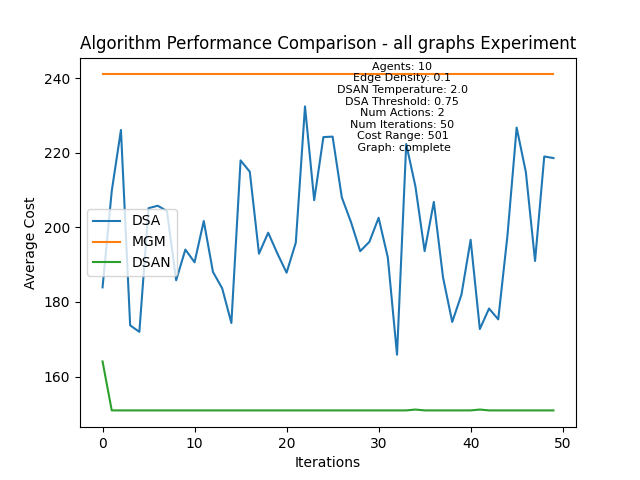 Algorithm Performance Comparison - all graphs Experiment
Agents: 10
Edge Density: 0.1
DSAN Temperature: 2.0
DSA Threshold: 0.75
Num Actions: 2
Num Iterations: 50
Cost Range: 501
Graph: complete
240
220
200
180
160
Average Cost
DSA
MGM
DSAN
0
10
20
30
40
50
Iterations